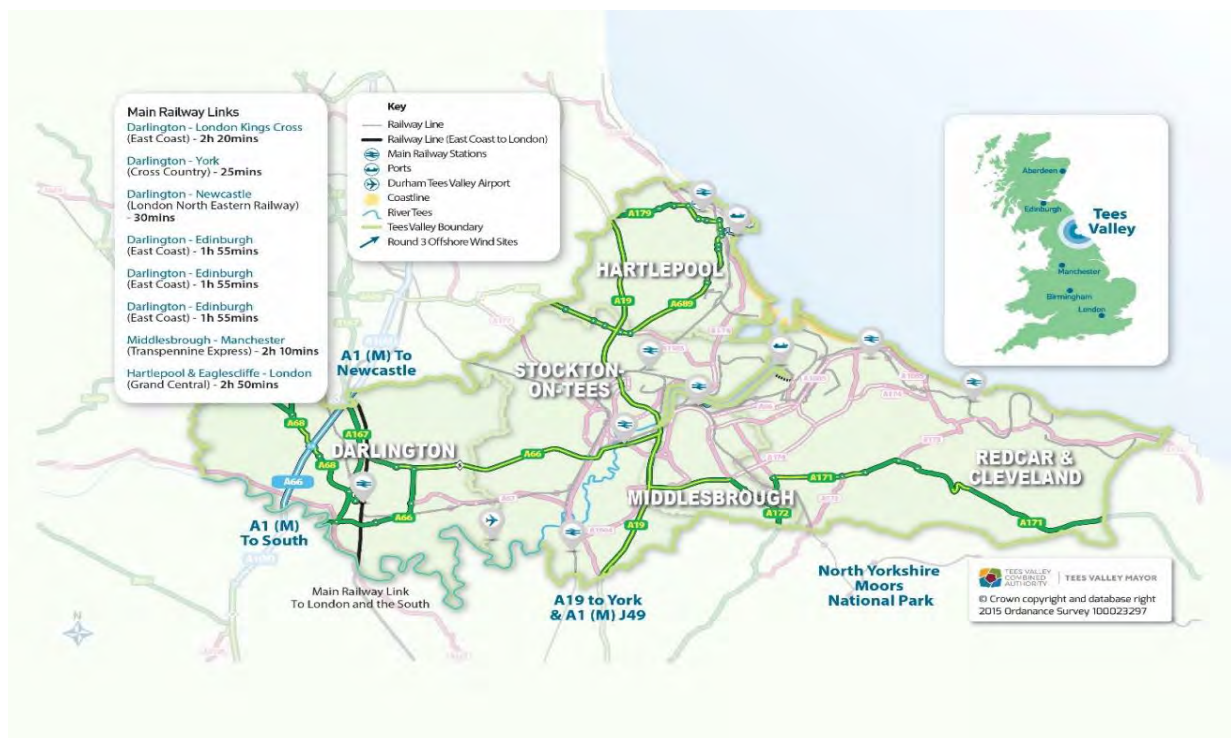 Main Railway Links
Darlington - London Kings Cross
(East Coast) - 2h 20mins
Darlington - York
(Cross Country) - 25mins
Darlington - Newcastle
(London North Eastern Railway)
- 30mins
Darlington - Edinburgh
(East Coast) - 1h 55mins
Darlington - Edinburgh
(East Coast) - 1h 55mins
Darlington - Edinburgh
(East Coast) - 1h 55mins
Middlesbrough - Manchester
(Transpennine Express) - 2h 10mins
Hartlepool & Eaglescliffe - London
(Grand Central) - 2h 50mins
Key
Railway Line
Railway Line (East Coast to London)
Main Railway Stations
Ports
Durham Tees Valley Airport
Coastline
River Tees
Tees Valley Boundary
Round 3 Offshore Wind Sites
Aberdeen
Edinburgh
Tees
Valley
Manchester
Birmingham
London
A179
HARTLEPOOL
A19
A689
A1 (M) To
Newcastle
STOCKTON-
ON-TEES
A68
A167
DARLINGTON
A68
A66
A66
A66
A1 (M)
To South
MIDDLESBROUGH
A19
A172
A171
REDCAR &
CLEVELAND
A171
Main Railway Link
To London and the South
A19 to York
& A1 (M) J49
North Yorkshire
Moors
National Park
N
TEES VALLEY
COMBINED
AUTHORITY
TEES VALLEY MAYOR
© Crown copyright and database right
2015 Ordanance Survey 100023297